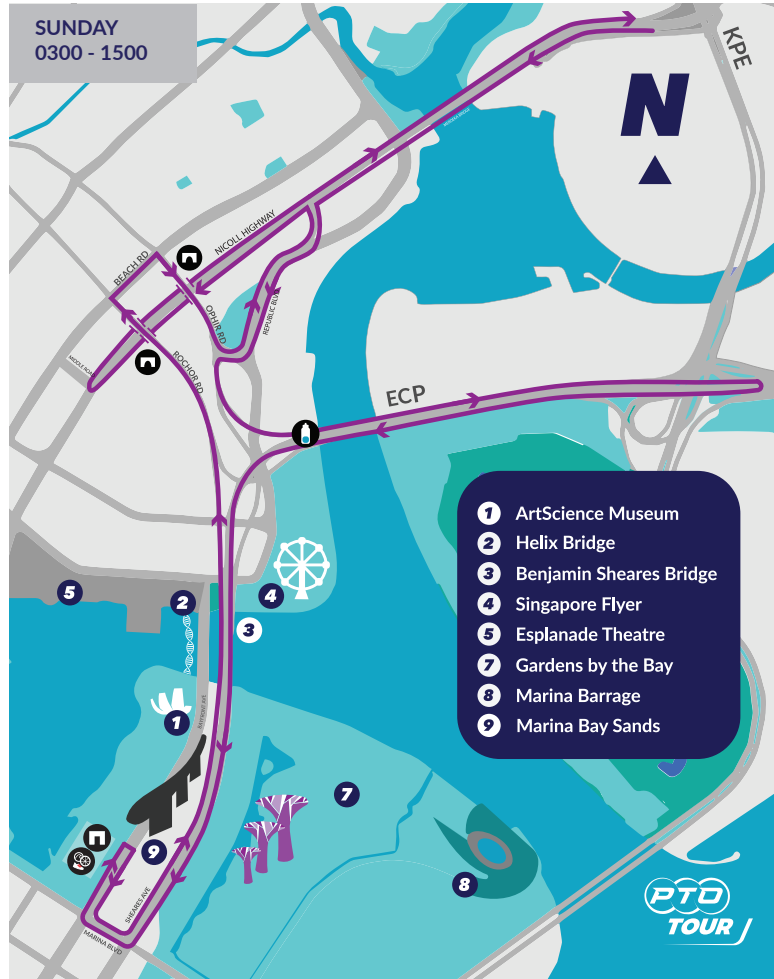 SUNDAY
0300 - 1500
KPE
N
NICOLL HIGHWAY
BEACH RD
OPHIR RD
REPUBLIC BLVD
MIDDLE ROAD
ROCHOR RD
ECP
1 ArtScience Museum
2 Helix Bridge
3 Benjamin Sheares Bridge
4 Singapore Flyer
5 Esplanade Theatre
7 Gardens by the Bay
8 Marina Barrage
9 Marina Bay Sands
5
2
4
3
1
BAYFRONT AVE
7
9
8
SHEARES AVE
MARINA BLVD
PTO
TOUR